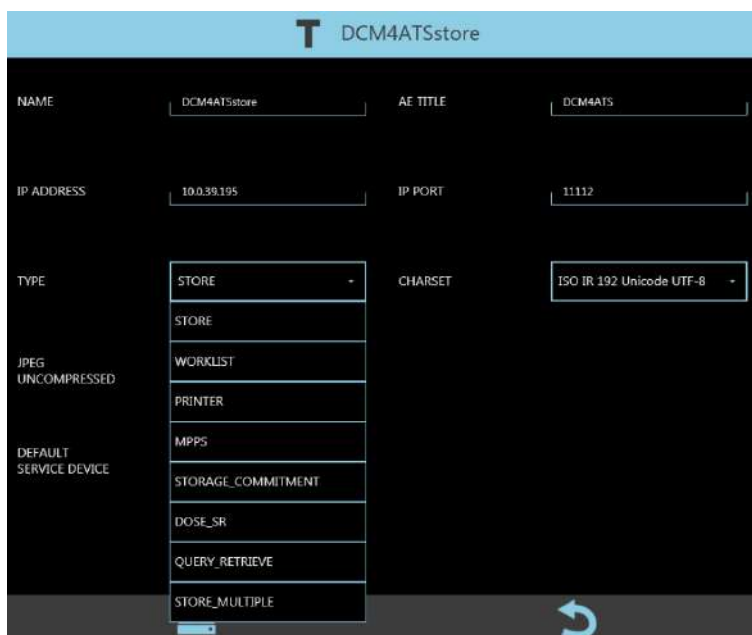 T DCM4ATSstore
NAME DCM4ATSstore AE TITLE DCM4ATS
IP ADDRESS 10.0.39.195 IP PORT 11112
TYPE STORE CHARSET ISO IR 192 Unicode UTF-8
STORE
WORKLIST
JPEG
UNCOMPRESSED
PRINTER
MPPS
DEFAULT
SERVICE DEVICE
STORAGE_COMMITMENT
DOSE_SR
QUERY_RETRIEVE
STORE_MULTIPLE